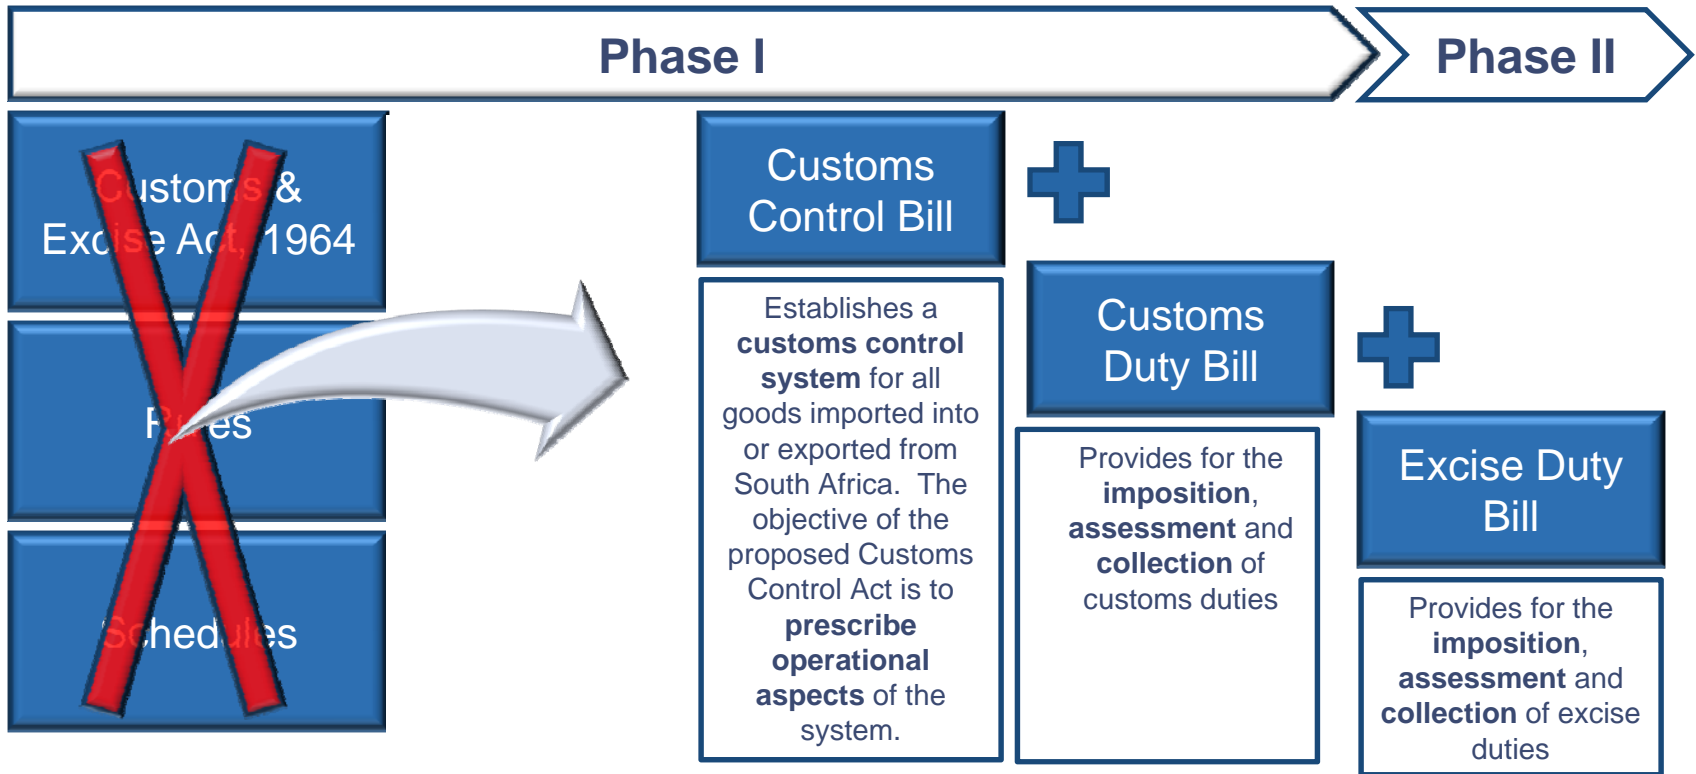 Phase I
Phase II
Customs &
Excise Act, 1964
Rules
Schedules
Customs
Control Bill
Establishes a
customs control
system for all
goods imported into
or exported from
South Africa.  The
objective of the
proposed Customs
Control Act is to
prescribe
operational
aspects of the
system.
Customs
Duty Bill
Provides for the
imposition,
assessment and
collection of
customs duties
Excise Duty
Bill
Provides for the
imposition,
assessment and
collection of excise
duties